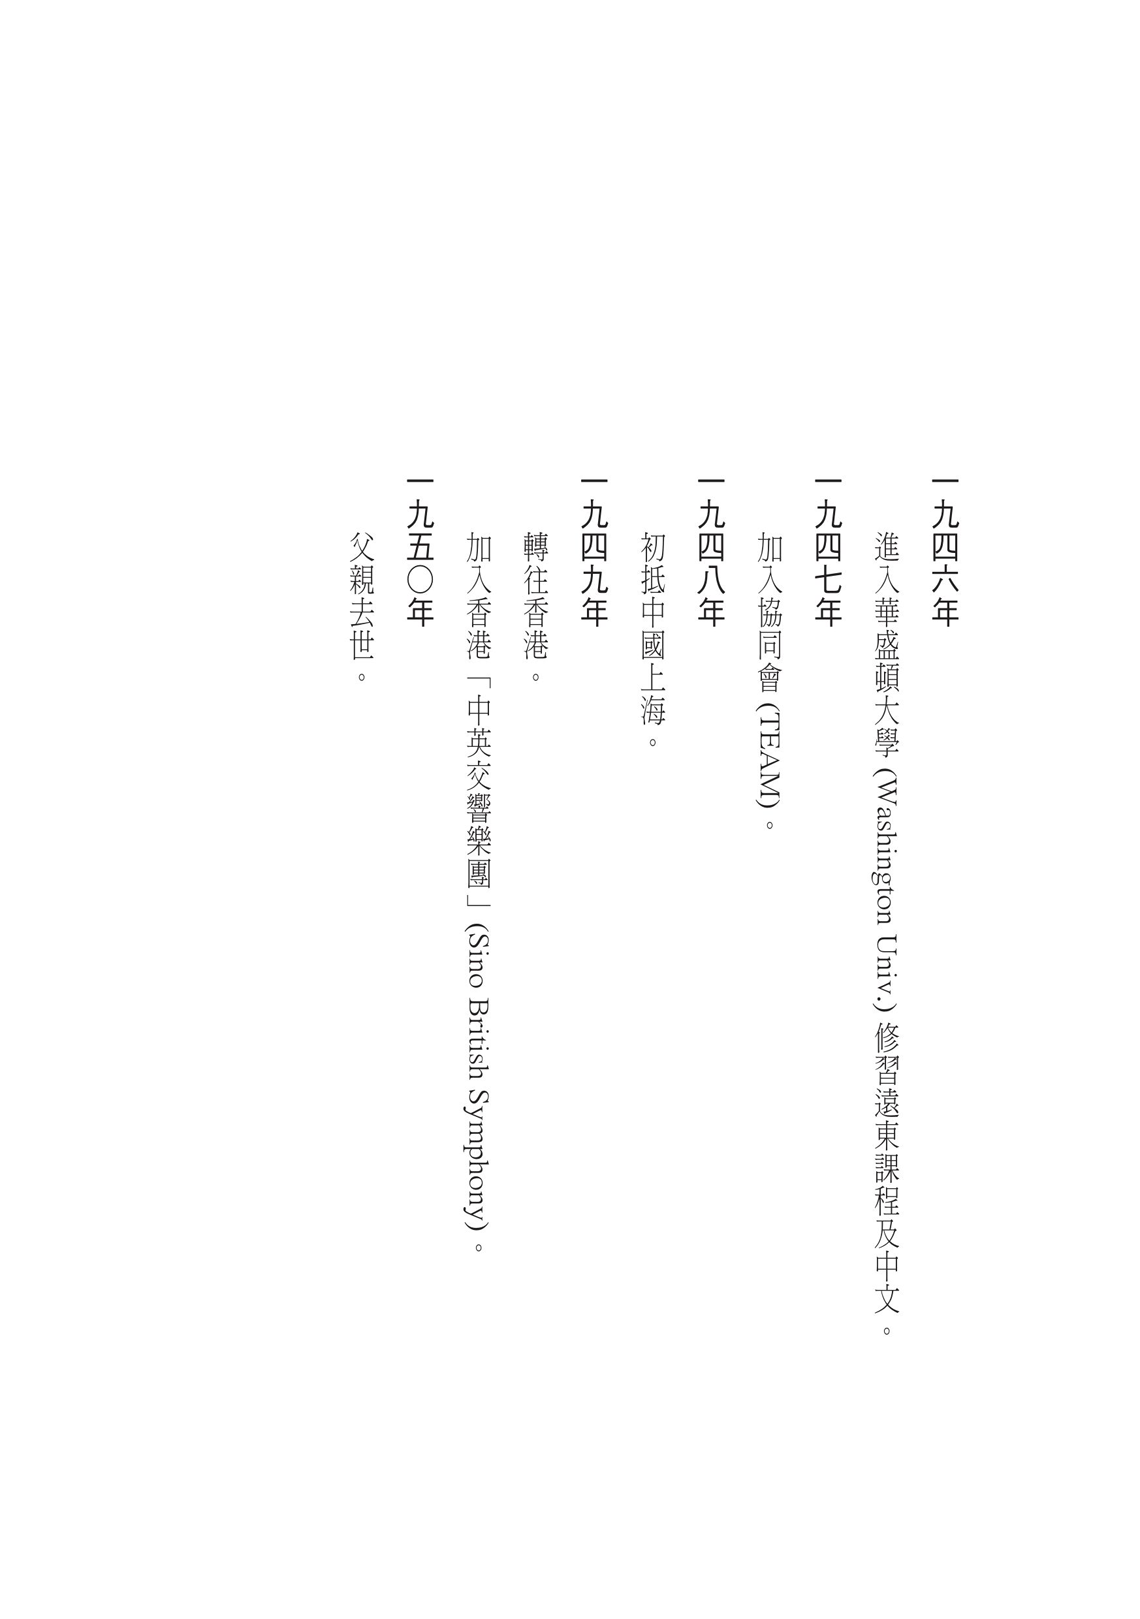 一九四六年
進入華盛頓大學 (Washington Univ.) 修習遠東課程及中文。
一九四七年
加入協同會 (TEAM)。
一九四八年
初抵中國上海。
一九四九年
轉往香港。
加入香港「中英交響樂團」(Sino British Symphony)。
一九五〇年
父親去世。